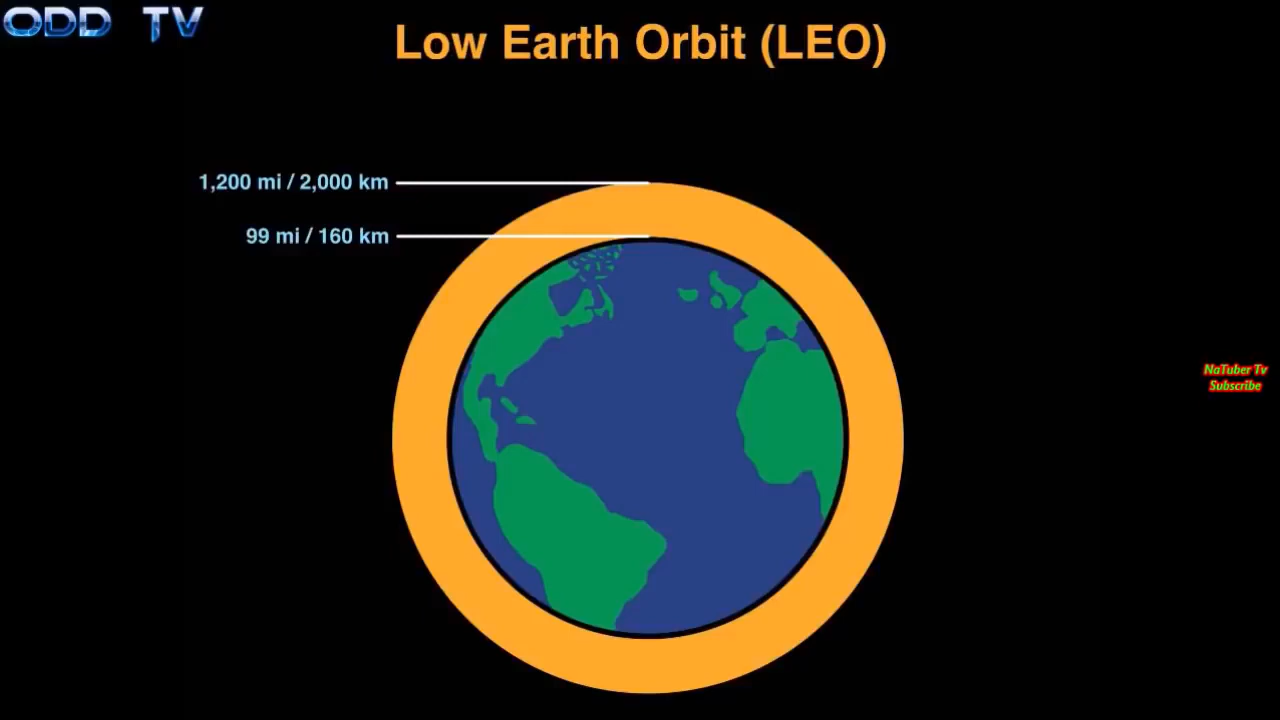 ODD TV
Low Earth Orbit (LEO)
1,200 mi / 2,000 km
99 mi / 160 km
NaTuber Tv
Subscribe